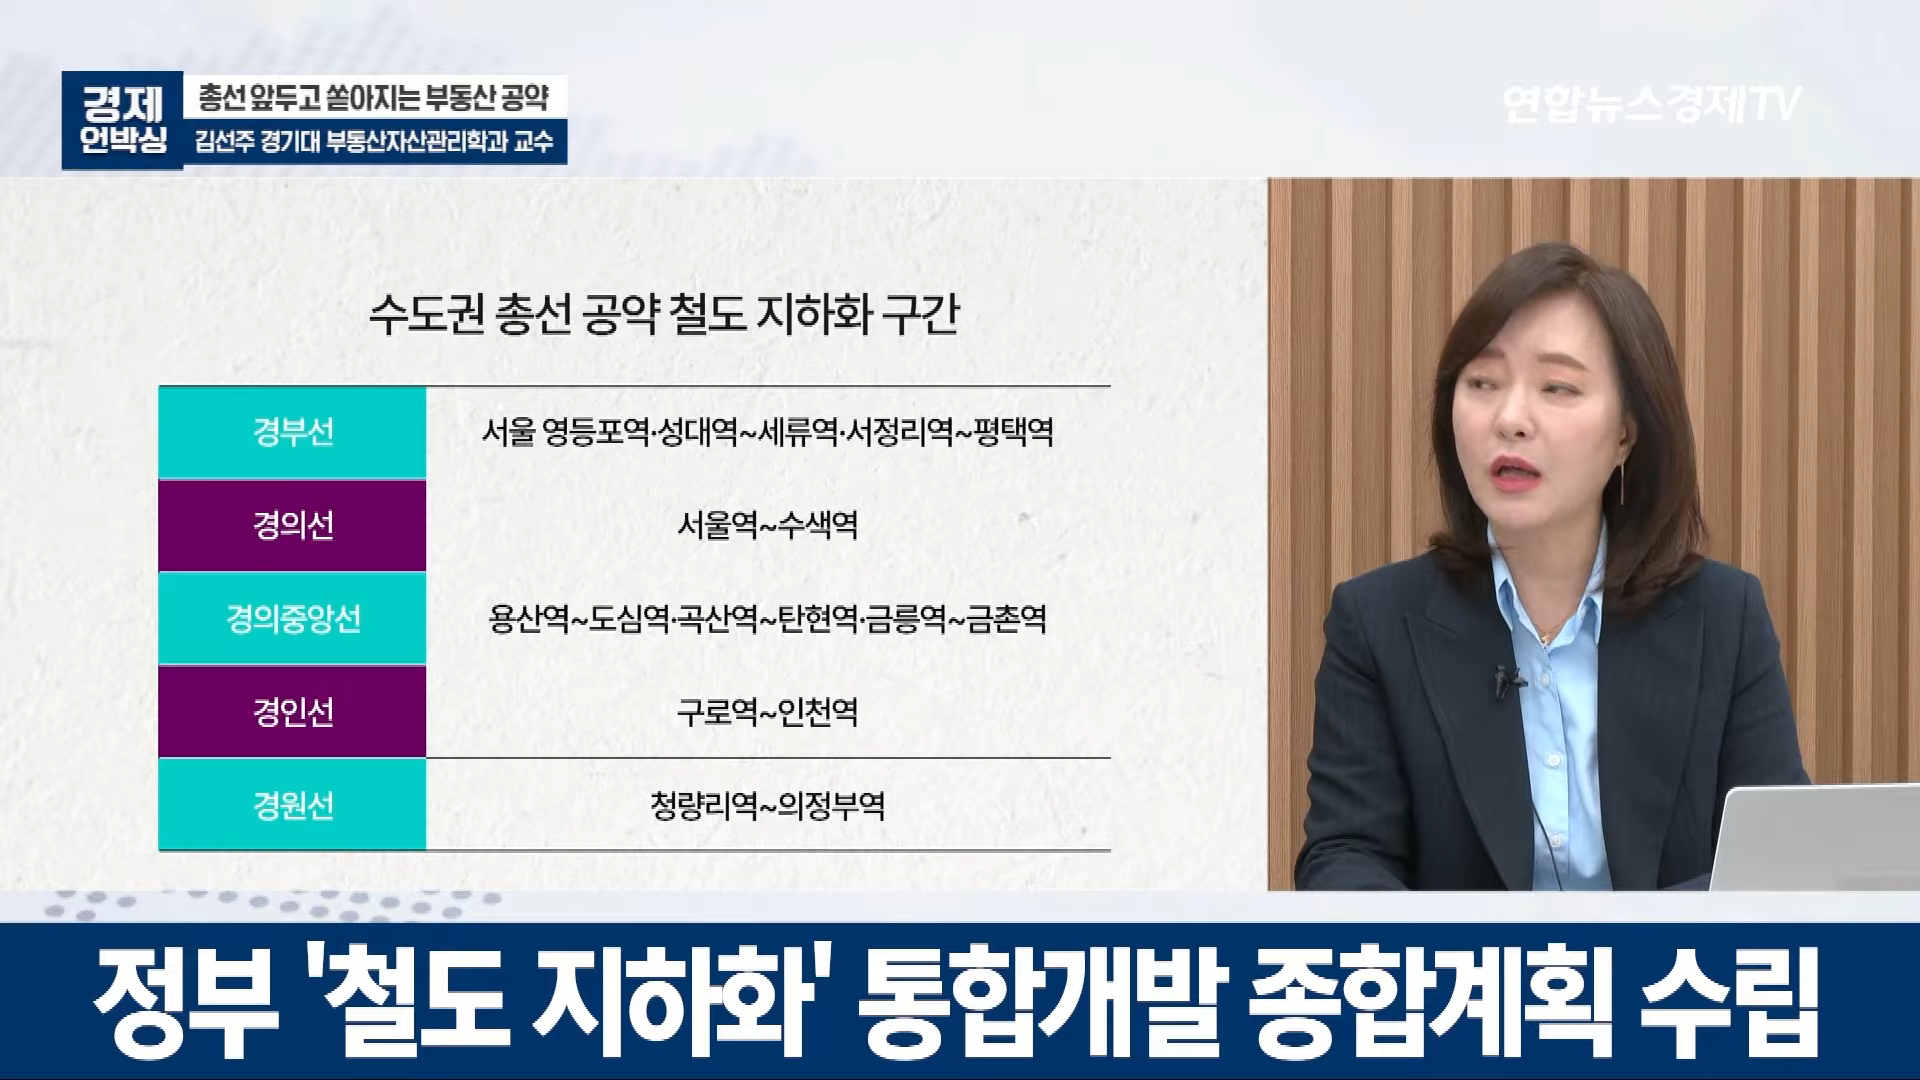 경제
언박싱
총선 앞두고 쏟아지는 부동산 공약
김선주 경기대 부동산자산관리학과 교수
연합뉴스경제TV
수도권 총선 공약 철도 지하화 구간
경부선 서울 영등포역·성대역~세류역·서정리역~평택역
경의선 서울역~수색역
경의중앙선 용산역~도심역·곡산역~탄현역·금릉역~금촌역
경인선 구로역~인천역
경원선 청량리역~의정부역
정부 '철도 지하화' 통합개발 종합계획 수립